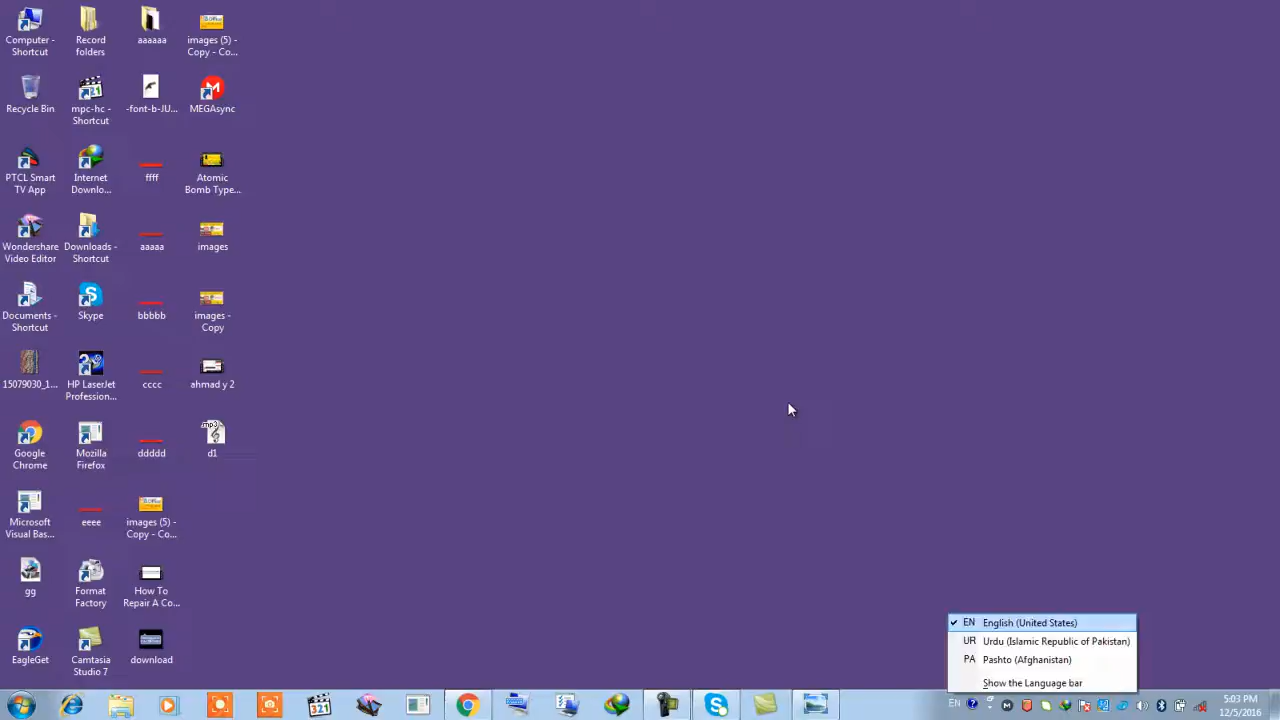 Computer -
Shortcut
Record
folders
aaaaaa
images (5) -
Copy - Co...
Recycle Bin
mpc-hc -
Shortcut
-font-b-JU...
MEGAsync
PTCL Smart
TV App
Internet
Downlo...
ffff
Atomic
Bomb Type...
Wondershare
Video Editor
Downloads -
Shortcut
aaaaa
images
Documents -
Shortcut
Skype
bbbbb
images -
Copy
15079030_1...
HP LaserJet
Profession...
cccc
ahmad y 2
Google
Chrome
Mozilla
Firefox
ddddd
mp3
d1
Microsoft
Visual Bas...
eeee
images (5) -
Copy - Co...
gg
Format
Factory
How To
Repair A Co...
EagleGet
Camtasia
Studio 7
download
EN English (United States)
UR Urdu (Islamic Republic of Pakistan)
PA Pashto (Afghanistan)
Show the Language bar
321
EN
5:03 PM
12/5/2016